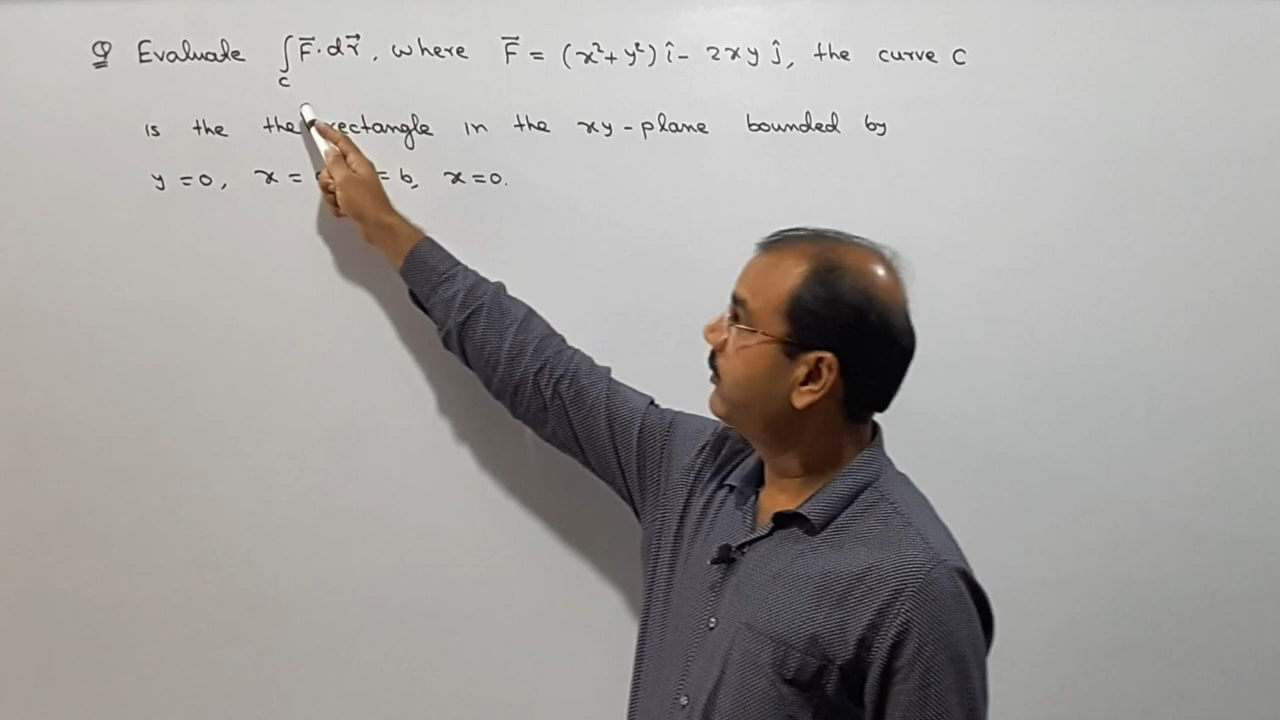 Q Evaluate ∫_C F⃗·dr⃗, where F⃗ = (x²+y²) î - 2xy ĵ, the curve C
is the the rectangle in the xy-plane bounded by
y=0, x= = b, x=0.